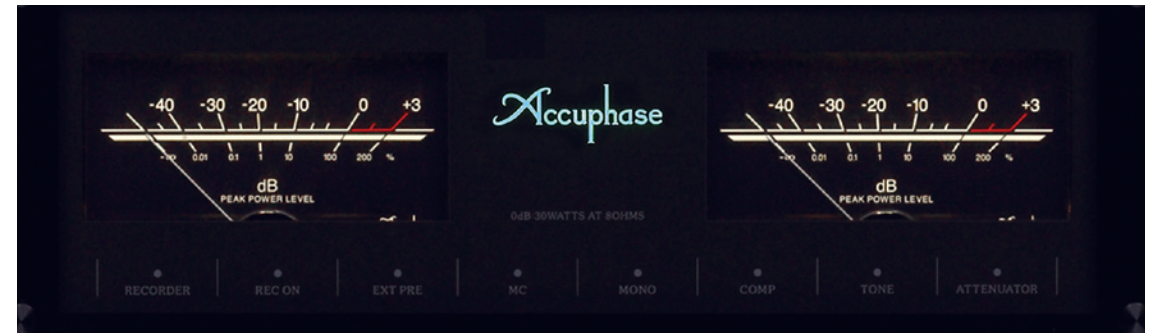 -40 -30 -20 -10 0 +3
-∞ 0.01 0.1 1 10 100 200 %
dB
PEAK POWER LEVEL
Accuphase
0dB 30WATTS AT 8OHMS
-40 -30 -20 -10 0 +3
-∞ 0.01 0.1 1 10 100 200 %
dB
PEAK POWER LEVEL
RECORDER REC ON EXT PRE MC MONO COMP TONE ATTENUATOR